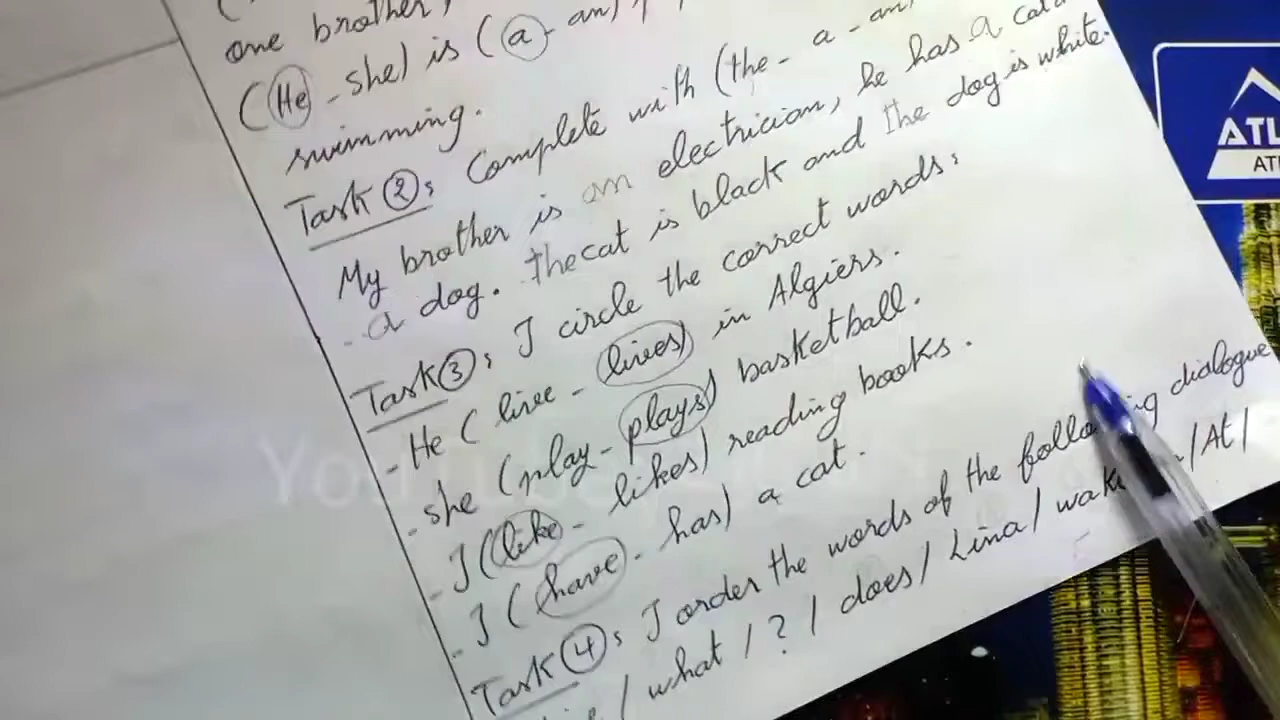 one brother,
(He - she) is (a - an)
swimming.
Task ②: Complete with (the - a - an)
My brother is an electrician, he has a cat
- a dog. the cat is black and the dog is white.
Task ③: I circle the correct words:
- He (live - lives) in Algiers.
- she (play - plays) basketball.
- I (like - likes) reading books.
- I (have - has) a cat.
Task ④: I order the words of the following dialogue
/ what / ? / does / Lina / wake / At /
ATL
AT